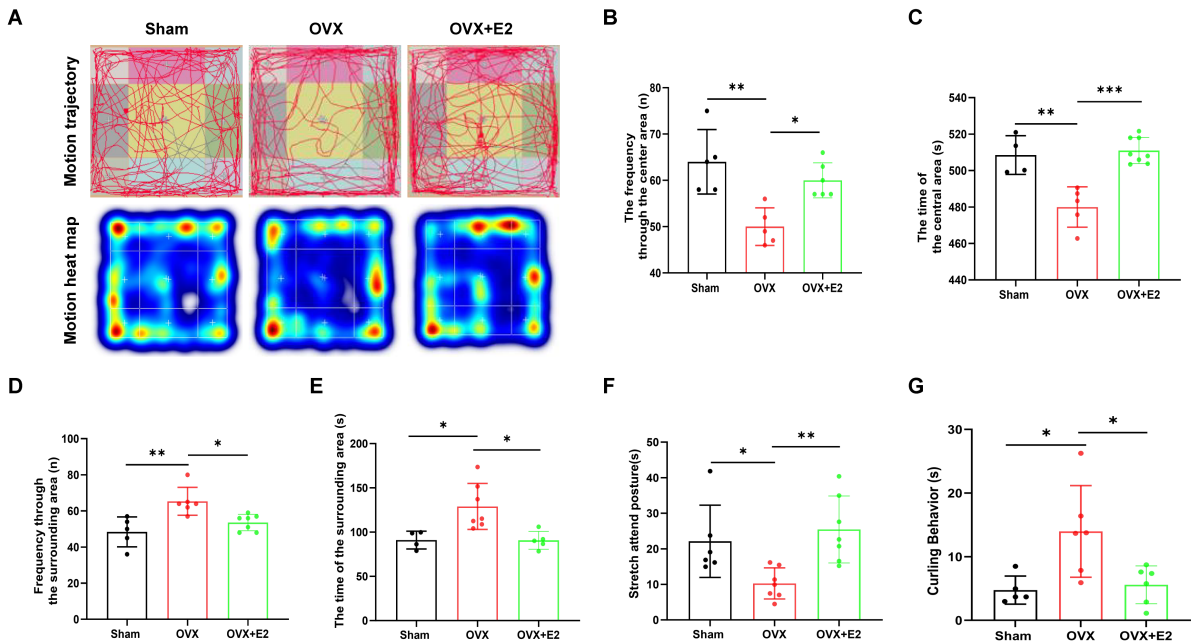 A
Sham
OVX
OVX+E2
Motion trajectory
Motion heat map
B
The frequency
through the center area (n)
80
70
60
50
40
**
*
Sham
OVX
OVX+E2
C
The time of
the central area (s)
540
520
500
480
460
440
**
***
Sham
OVX
OVX+E2
D
Frequency through
the surrounding area (n)
100
80
60
40
20
0
**
*
Sham
OVX
OVX+E2
E
The time of the surrounding area (s)
200
150
100
50
0
*
*
Sham
OVX
OVX+E2
F
Stretch attend posture(s)
50
40
30
20
10
0
*
**
Sham
OVX
OVX+E2
G
Curling Behavior (s)
30
20
10
0
*
*
Sham
OVX
OVX+E2